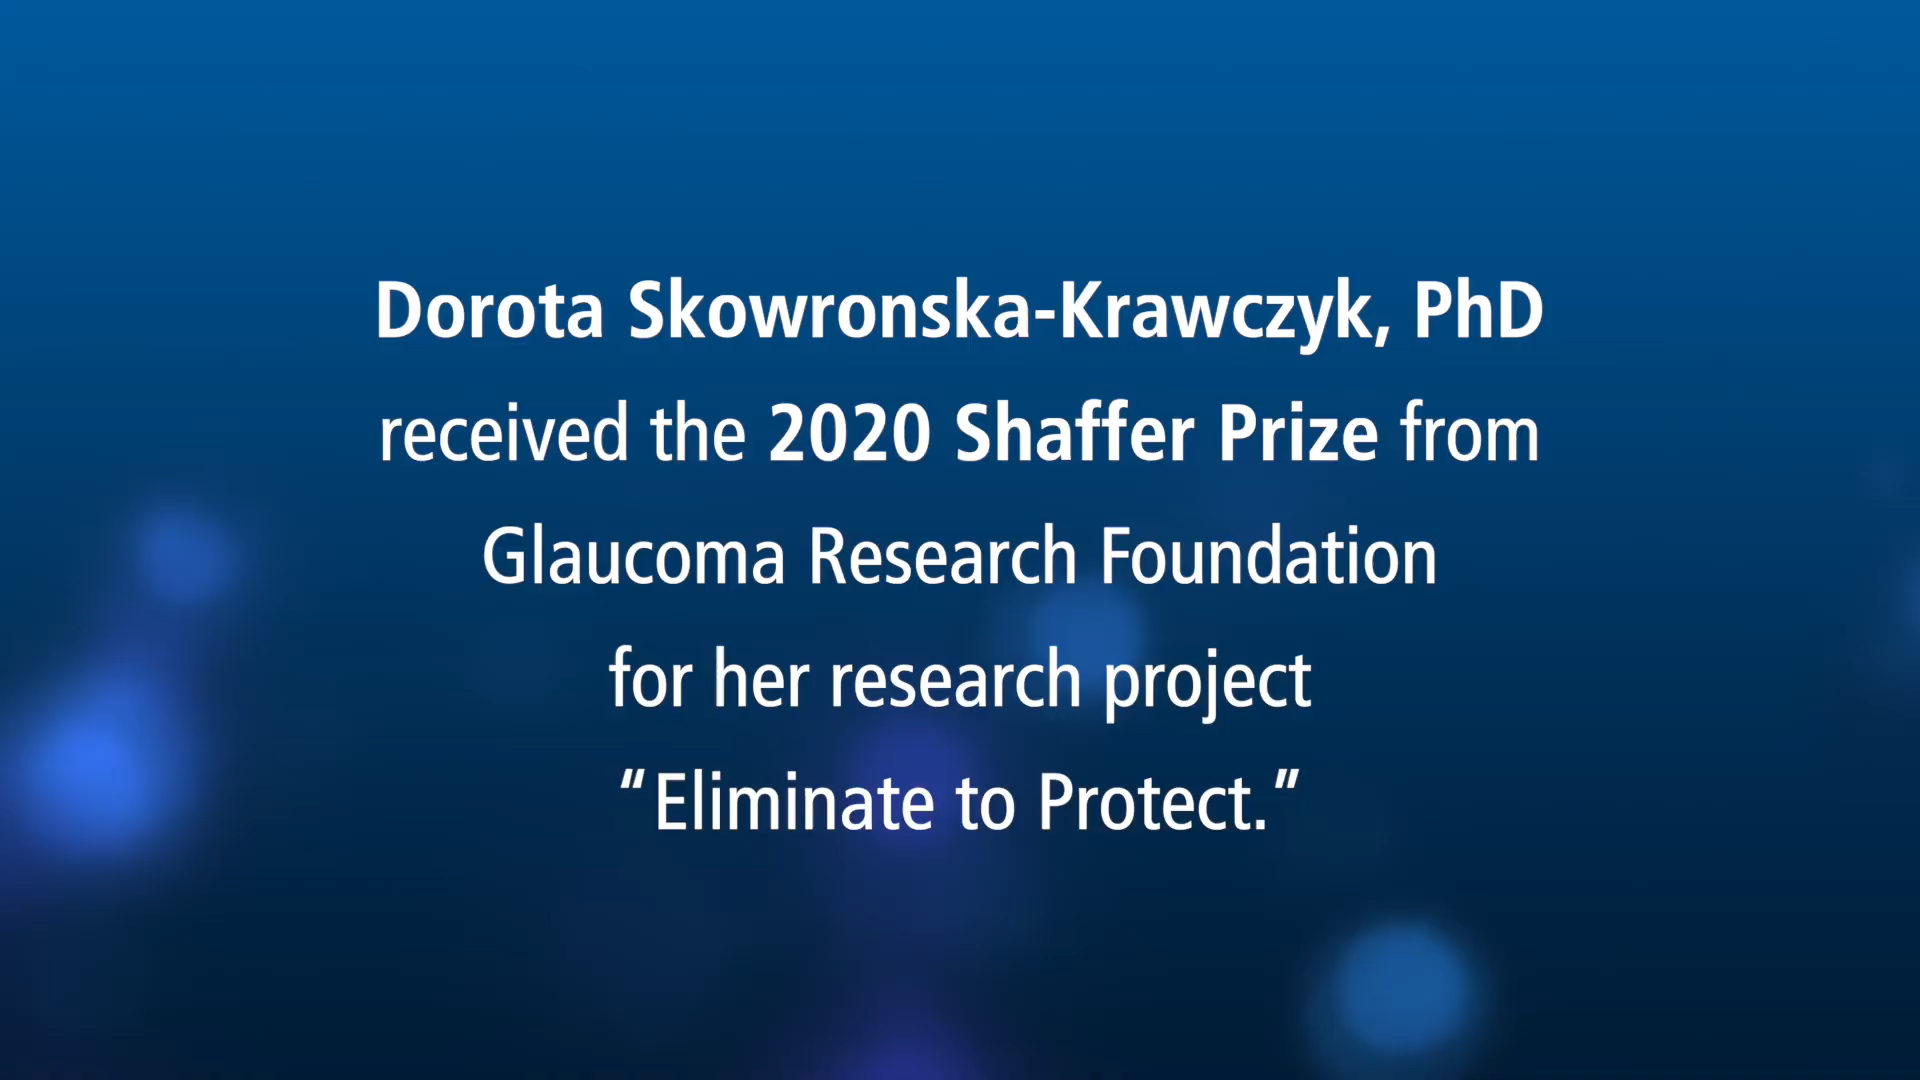 Dorota Skowronska-Krawczyk, PhD
received the 2020 Shaffer Prize from
Glaucoma Research Foundation
for her research project
“Eliminate to Protect.”